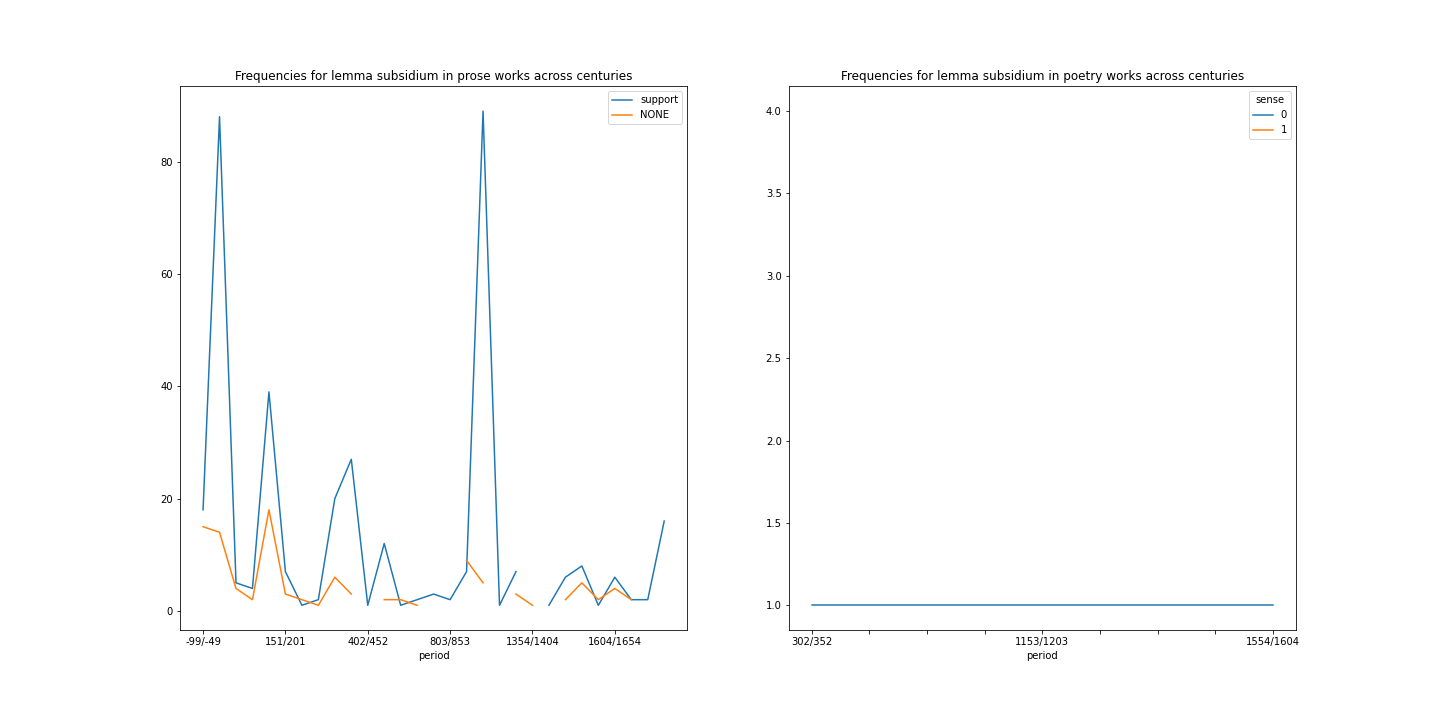 Frequencies for lemma subsidium in prose works across centuries
support
NONE
80
60
40
20
0
-99/-49 151/201 402/452 803/853 1354/1404 1604/1654
period
Frequencies for lemma subsidium in poetry works across centuries
sense
0
1
4.0
3.5
3.0
2.5
2.0
1.5
1.0
302/352 1153/1203 1554/1604
period